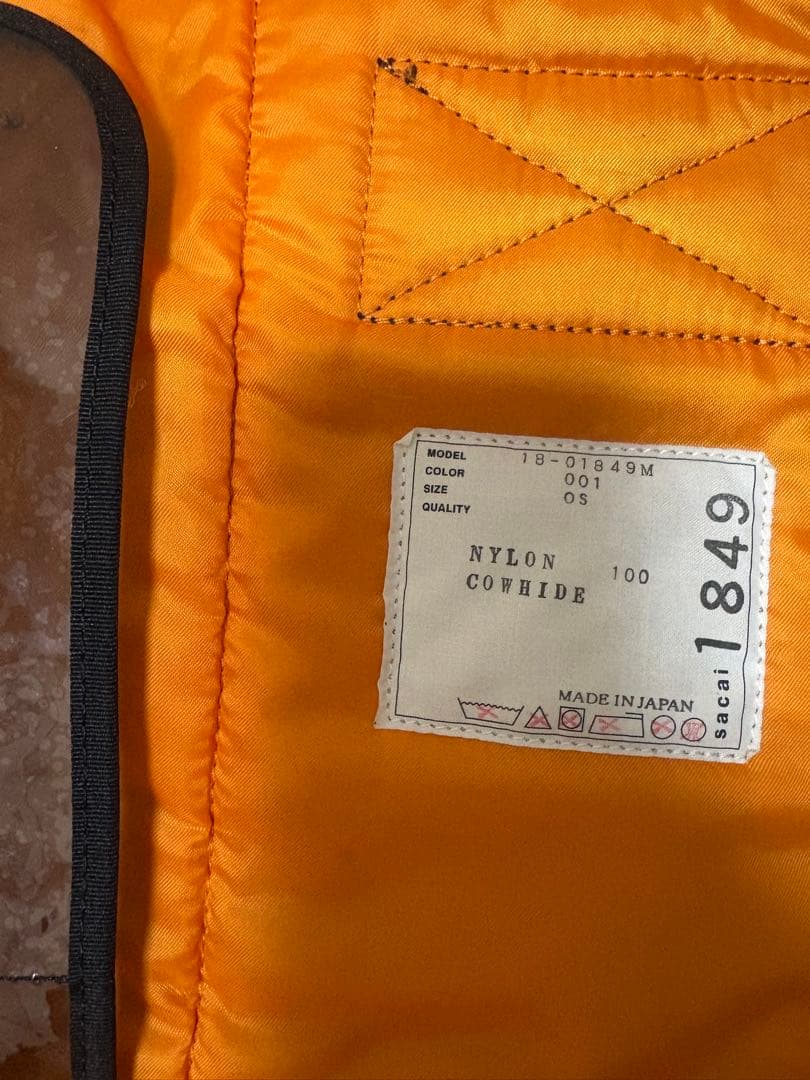 MODEL 18-01849M
COLOR 001
SIZE OS
QUALITY
NYLON 100
COWHIDE
MADE IN JAPAN
sacai 1849